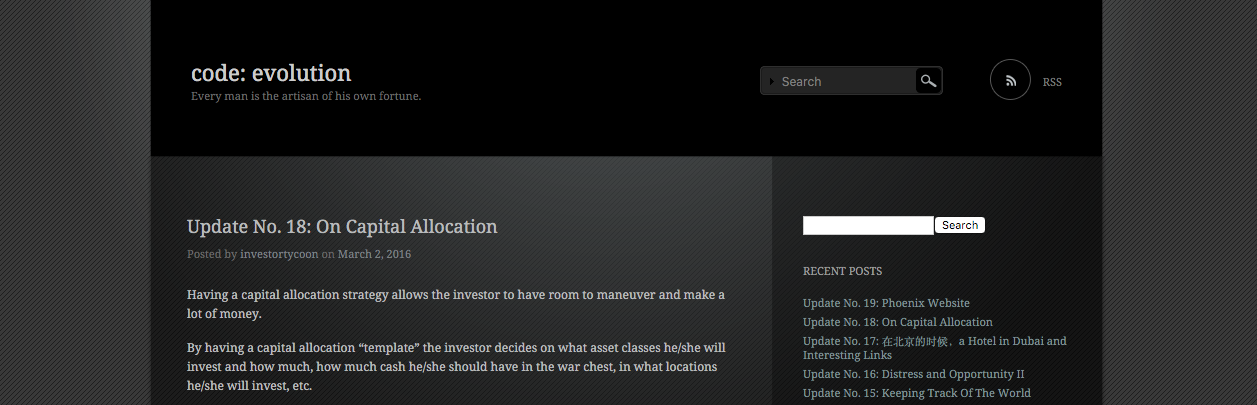 code: evolution
Every man is the artisan of his own fortune.
Search
RSS
Update No. 18: On Capital Allocation
Posted by investortycoon on March 2, 2016
Having a capital allocation strategy allows the investor to have room to maneuver and make a
lot of money.
By having a capital allocation “template” the investor decides on what asset classes he/she will
invest and how much, how much cash he/she should have in the war chest, in what locations
he/she will invest, etc.
Search
RECENT POSTS
Update No. 19: Phoenix Website
Update No. 18: On Capital Allocation
Update No. 17: 在北京的时候，a Hotel in Dubai and
Interesting Links
Update No. 16: Distress and Opportunity II
Update No. 15: Keeping Track Of The World